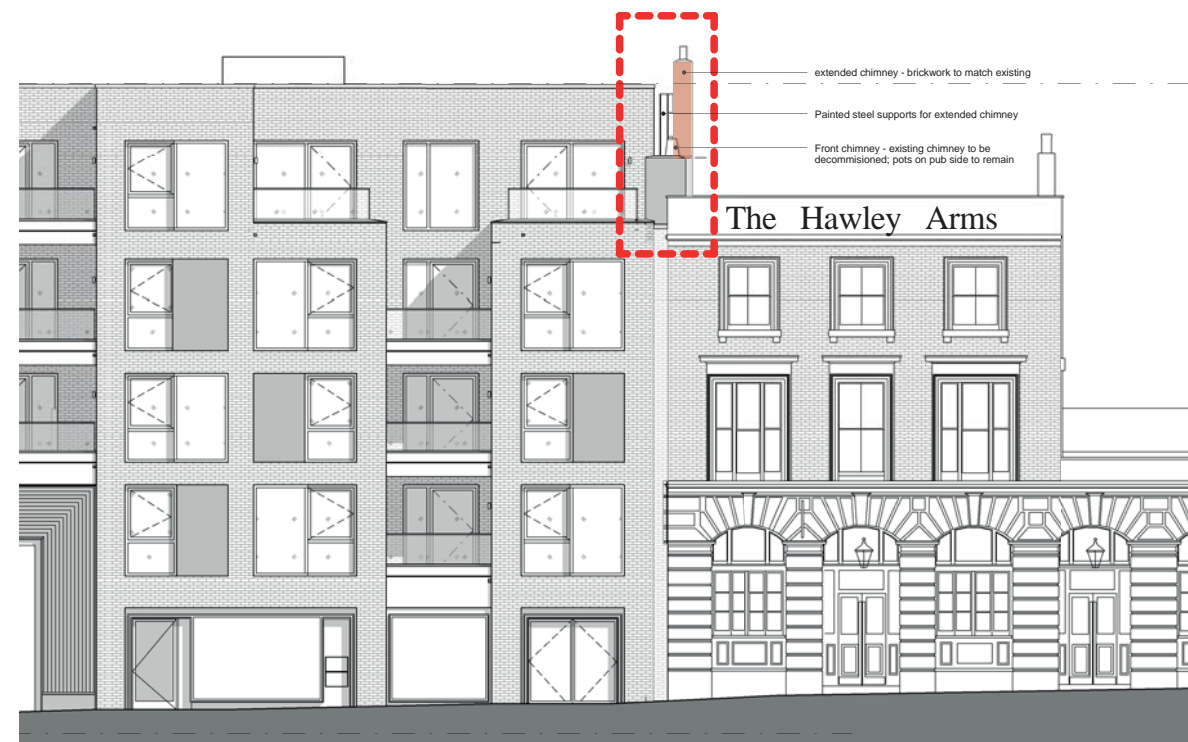 extended chimney - brickwork to match existing
Painted steel supports for extended chimney
Front chimney - existing chimney to be
decommisioned; pots on pub side to remain
The Hawley Arms